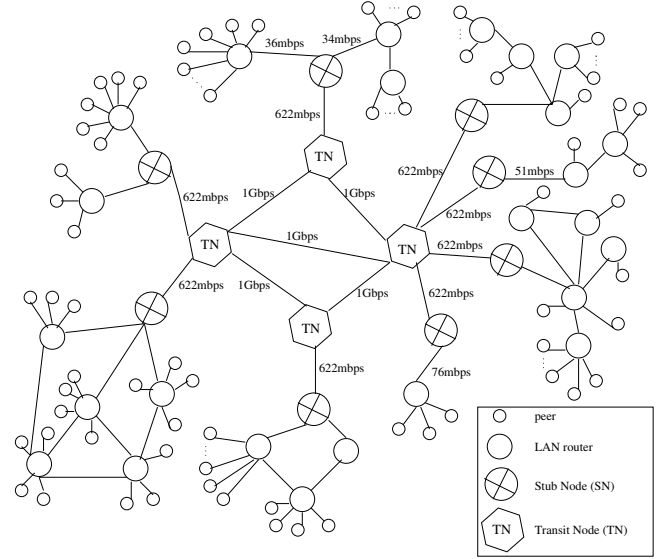 36mbps
34mbps
622mbps
TN
622mbps
1Gbps
1Gbps
622mbps
51mbps
622mbps
TN
1Gbps
TN
622mbps
622mbps
1Gbps
1Gbps
622mbps
TN
622mbps
76mbps
peer
LAN router
Stub Node (SN)
TN
Transit Node (TN)